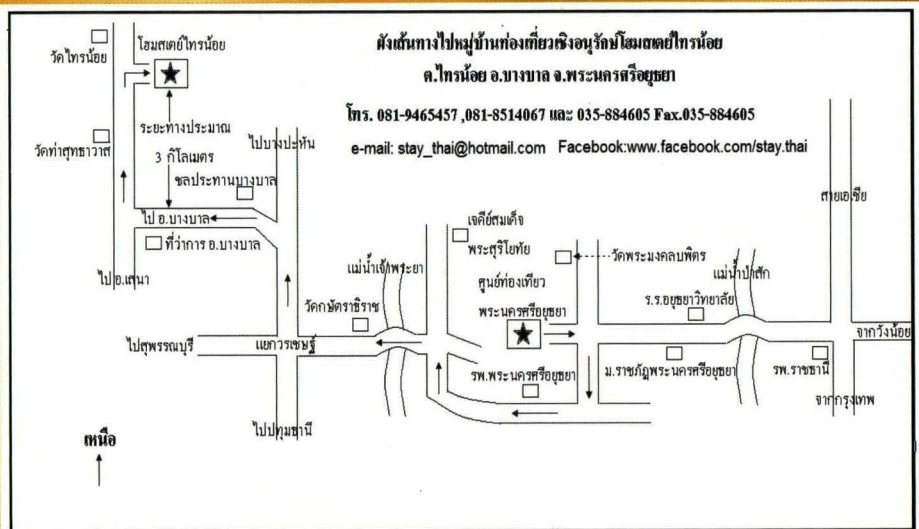 ผังเส้นทางไปหมู่บ้านท่องเที่ยวเชิงอนุรักษ์โฮมสเตย์ไทรน้อย
ต.ไทรน้อย อ.บางบาล จ.พระนครศรีอยุธยา
โทร. 081-9465457 ,081-8514067 และ 035-884605 Fax.035-884605
e-mail: stay_thai@hotmail.com Facebook:www.facebook.com/stay.thai
วัดไทรน้อย
โฮมสเตย์ไทรน้อย
ระยะทางประมาณ
3 กิโลเมตร
วัดท่าสุทธาวาส
ไปบางปะหัน
ชลประทานบางบาล
ไป อ.บางบาล
ที่ว่าการ อ.บางบาล
ไป อ.เสนา
แม่น้ำเจ้าพระยา
เจดีย์สมเด็จ
พระสุริโยทัย
วัดพระมงคลบพิตร
สายเอเชีย
ศูนย์ท่องเที่ยว
พระนครศรีอยุธยา
แม่น้ำป่าสัก
ร.ร.อยุธยาวิทยาลัย
วัดกษัตราธิราช
ไปสุพรรณบุรี
แยกวรเชษฐ์
จากวังน้อย
รพ.พระนครศรีอยุธยา
ม.ราชภัฏพระนครศรีอยุธยา
รพ.ราชธานี
จากกรุงเทพ
ไปปทุมธานี
เหนือ